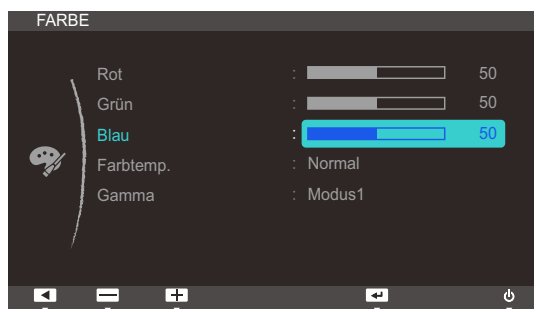 FARBE
Rot : 50
Grün : 50
Blau : 50
Farbtemp. : Normal
Gamma : Modus1